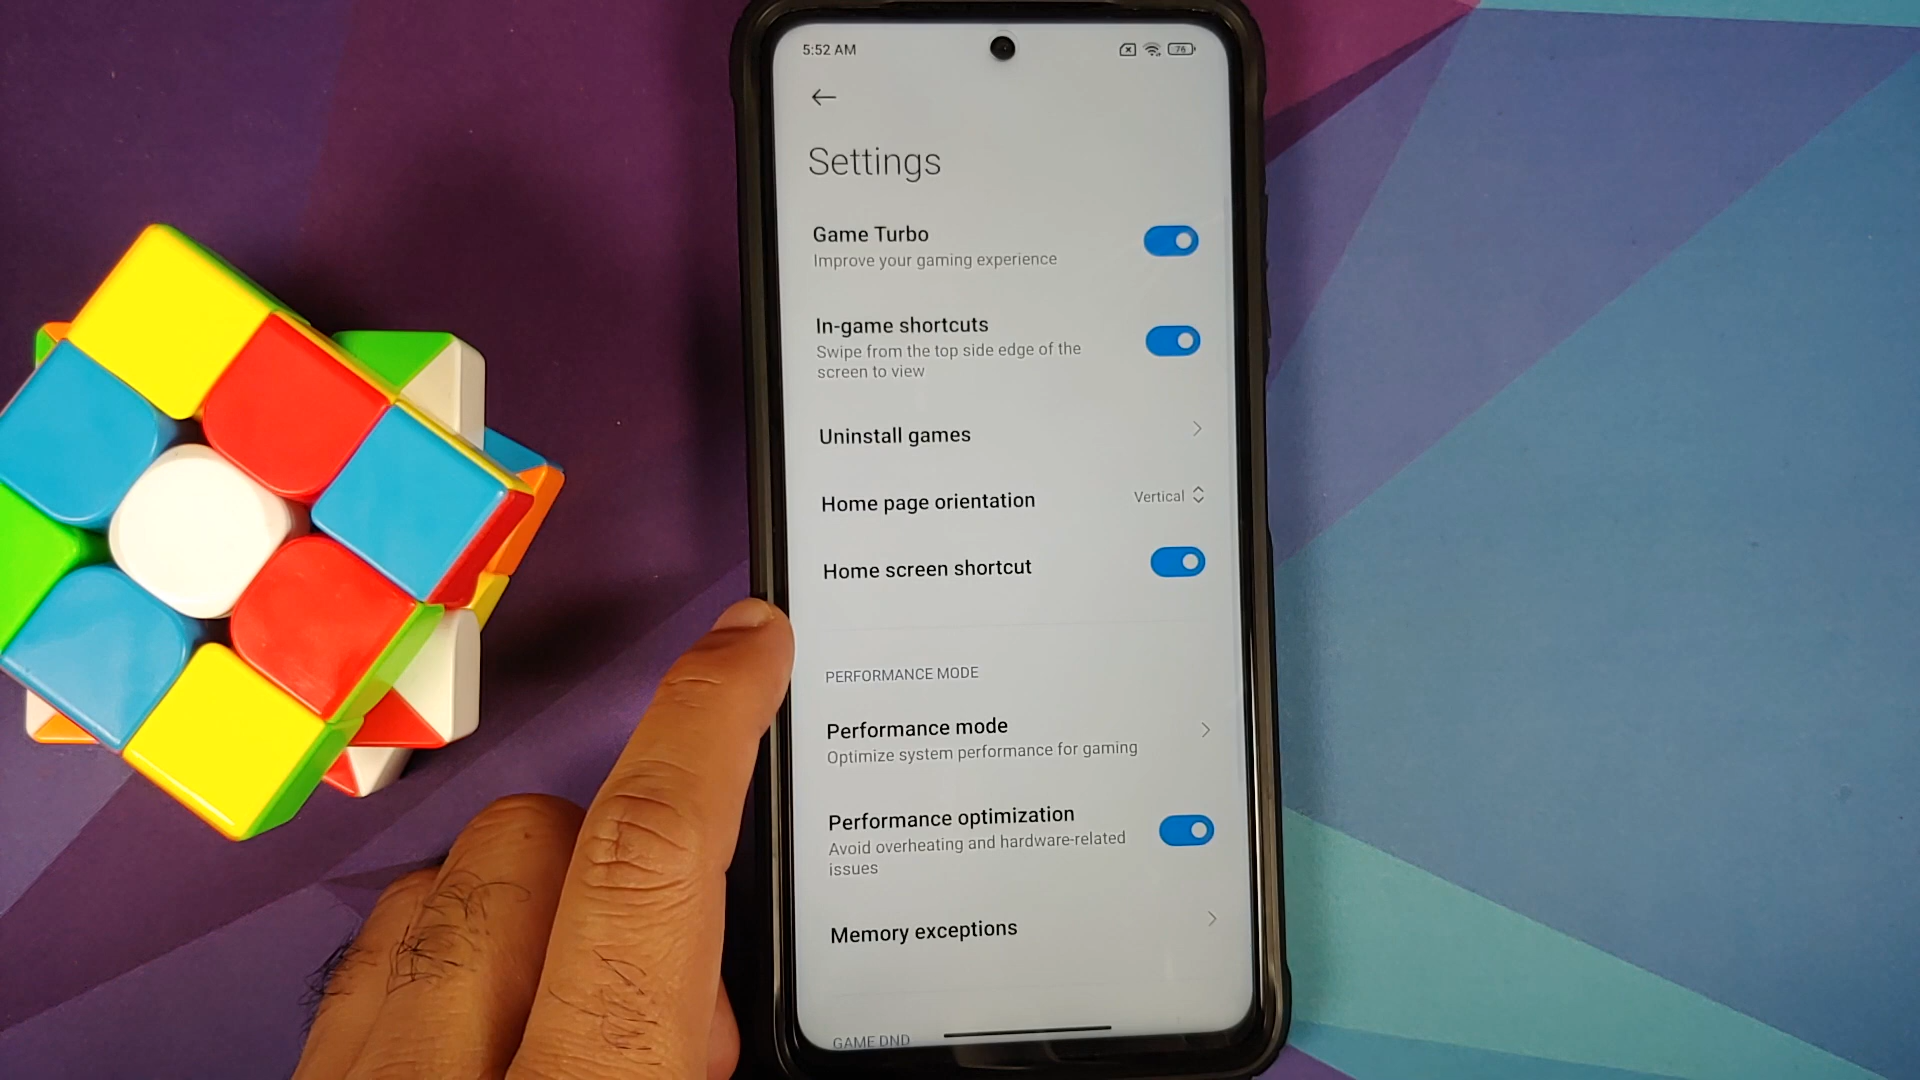 5:52 AM
76
Settings
Game Turbo
Improve your gaming experience
In-game shortcuts
Swipe from the top side edge of the
screen to view
Uninstall games
Home page orientation
Vertical
Home screen shortcut
PERFORMANCE MODE
Performance mode
Optimize system performance for gaming
Performance optimization
Avoid overheating and hardware-related
issues
Memory exceptions
GAME DND